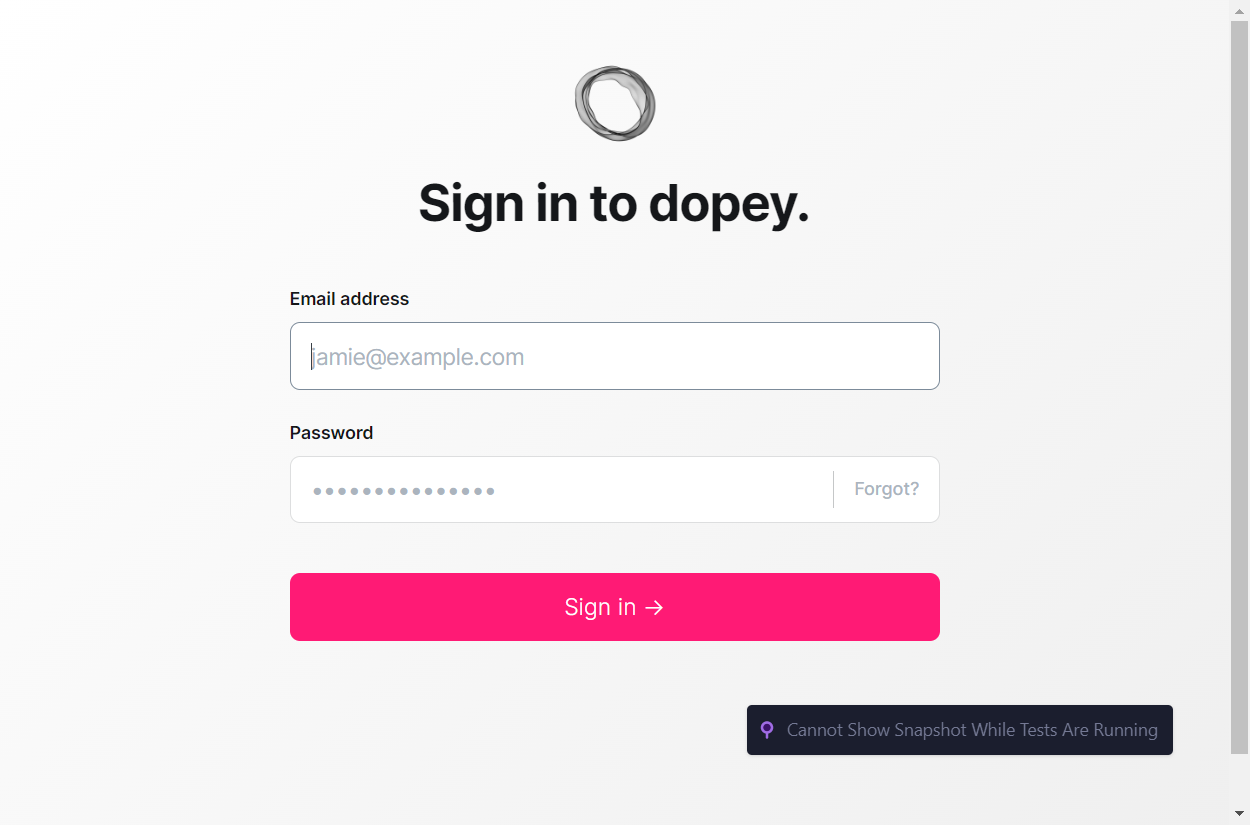 Sign in to dopey.
Email address
jamie@example.com
Password
●●●●●●●●●●●●●●●
Forgot?
Sign in →
Cannot Show Snapshot While Tests Are Running